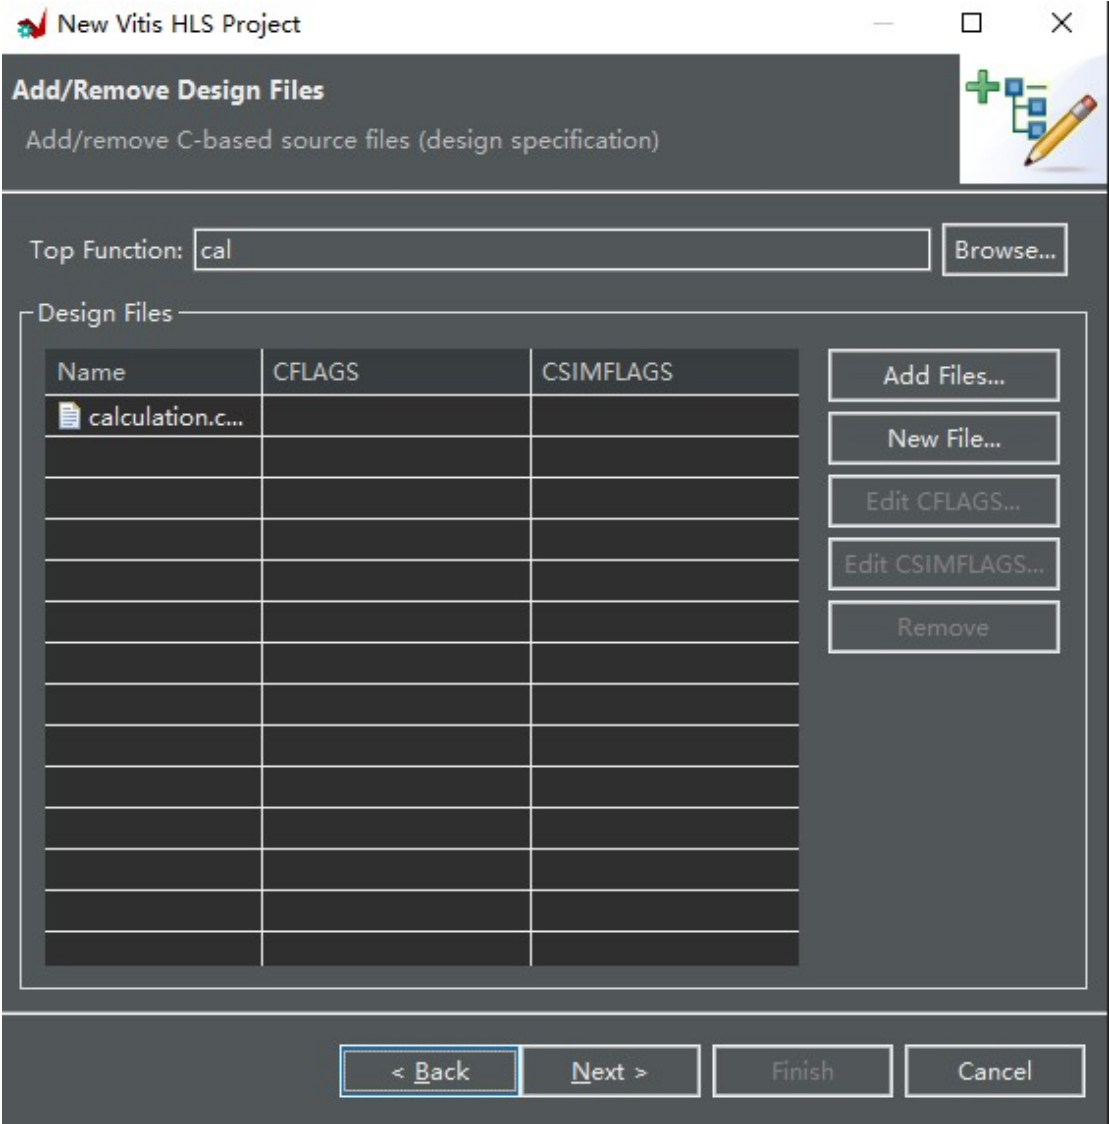 New Vitis HLS Project
Add/Remove Design Files
Add/remove C-based source files (design specification)
Top Function: cal Browse...
Design Files
Name CFLAGS CSIMFLAGS
calculation.c...
Add Files...
New File...
Edit CFLAGS...
Edit CSIMFLAGS...
Remove
< Back Next > Finish Cancel